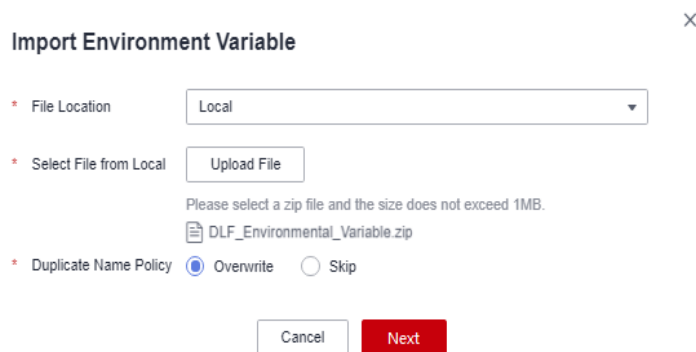 Import Environment Variable
* File Location Local
* Select File from Local Upload File
Please select a zip file and the size does not exceed 1MB.
DLF_Environmental_Variable.zip
* Duplicate Name Policy Overwrite Skip
Cancel Next